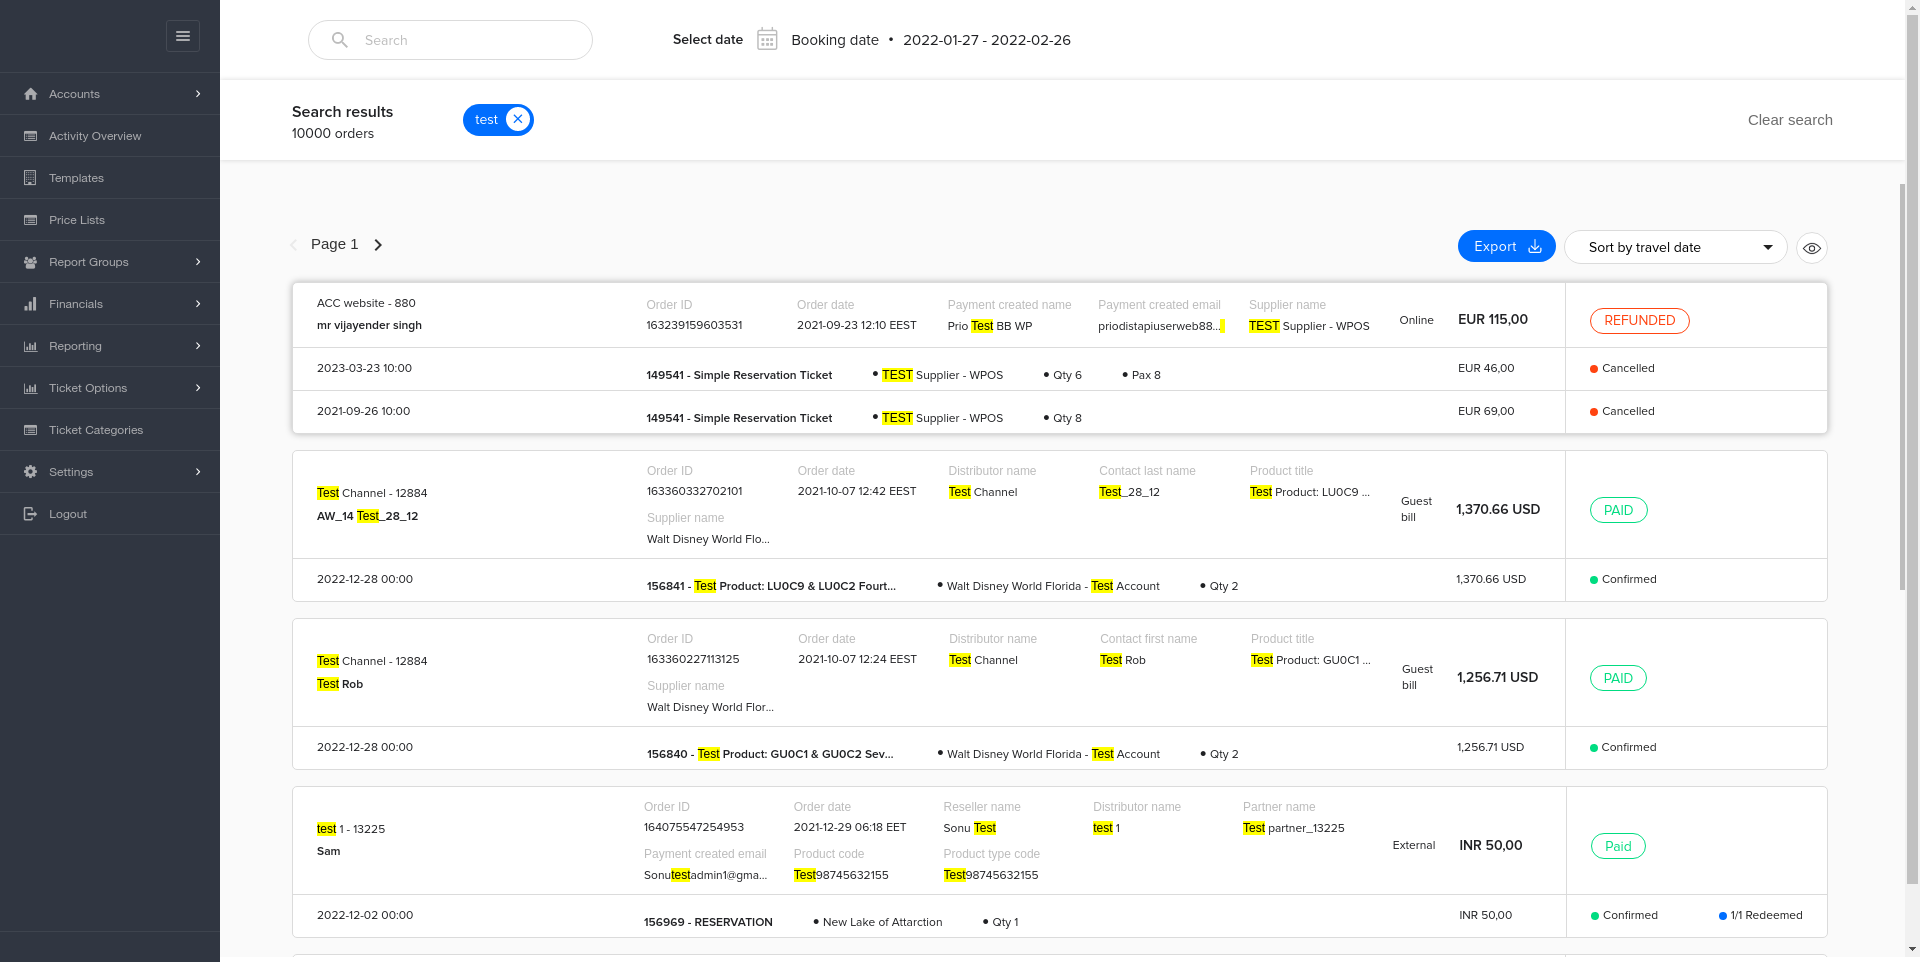 Search
Select date
Booking date • 2022-01-27 - 2022-02-26
Accounts
Activity Overview
Templates
Price Lists
Report Groups
Financials
Reporting
Ticket Options
Ticket Categories
Settings
Logout
Search results
10000 orders
test
Clear search
Page 1
Export
Sort by travel date
ACC website - 880
mr vijayender singh
Order ID
163239159603531
Order date
2021-09-23 12:10 EEST
Payment created name
Prio Test BB WP
Payment created email
priodistapiuserweb88...
Supplier name
TEST Supplier - WPOS
Online
EUR 115,00
REFUNDED
2023-03-23 10:00
149541 - Simple Reservation Ticket • TEST Supplier - WPOS • Qty 6 • Pax 8
EUR 46,00
Cancelled
2021-09-26 10:00
149541 - Simple Reservation Ticket • TEST Supplier - WPOS • Qty 8
EUR 69,00
Cancelled
Test Channel - 12884
AW_14 Test_28_12
Order ID
163360332702101
Order date
2021-10-07 12:42 EEST
Distributor name
Test Channel
Contact last name
Test_28_12
Product title
Test Product: LU0C9 ...
Supplier name
Walt Disney World Flo...
Guest
bill
1,370.66 USD
PAID
2022-12-28 00:00
156841 - Test Product: LU0C9 & LU0C2 Fourt... • Walt Disney World Florida - Test Account • Qty 2
1,370.66 USD
Confirmed
Test Channel - 12884
Test Rob
Order ID
163360227113125
Order date
2021-10-07 12:24 EEST
Distributor name
Test Channel
Contact first name
Test Rob
Product title
Test Product: GU0C1 ...
Supplier name
Walt Disney World Flor...
Guest
bill
1,256.71 USD
PAID
2022-12-28 00:00
156840 - Test Product: GU0C1 & GU0C2 Sev... • Walt Disney World Florida - Test Account • Qty 2
1,256.71 USD
Confirmed
test 1 - 13225
Sam
Order ID
164075547254953
Order date
2021-12-29 06:18 EET
Reseller name
Sonu Test
Distributor name
test 1
Partner name
Test partner_13225
Payment created email
Sonutestadmin1@gma...
Product code
Test98745632155
Product type code
Test98745632155
External
INR 50,00
Paid
2022-12-02 00:00
156969 - RESERVATION • New Lake of Attarction • Qty 1
INR 50,00
Confirmed
1/1 Redeemed